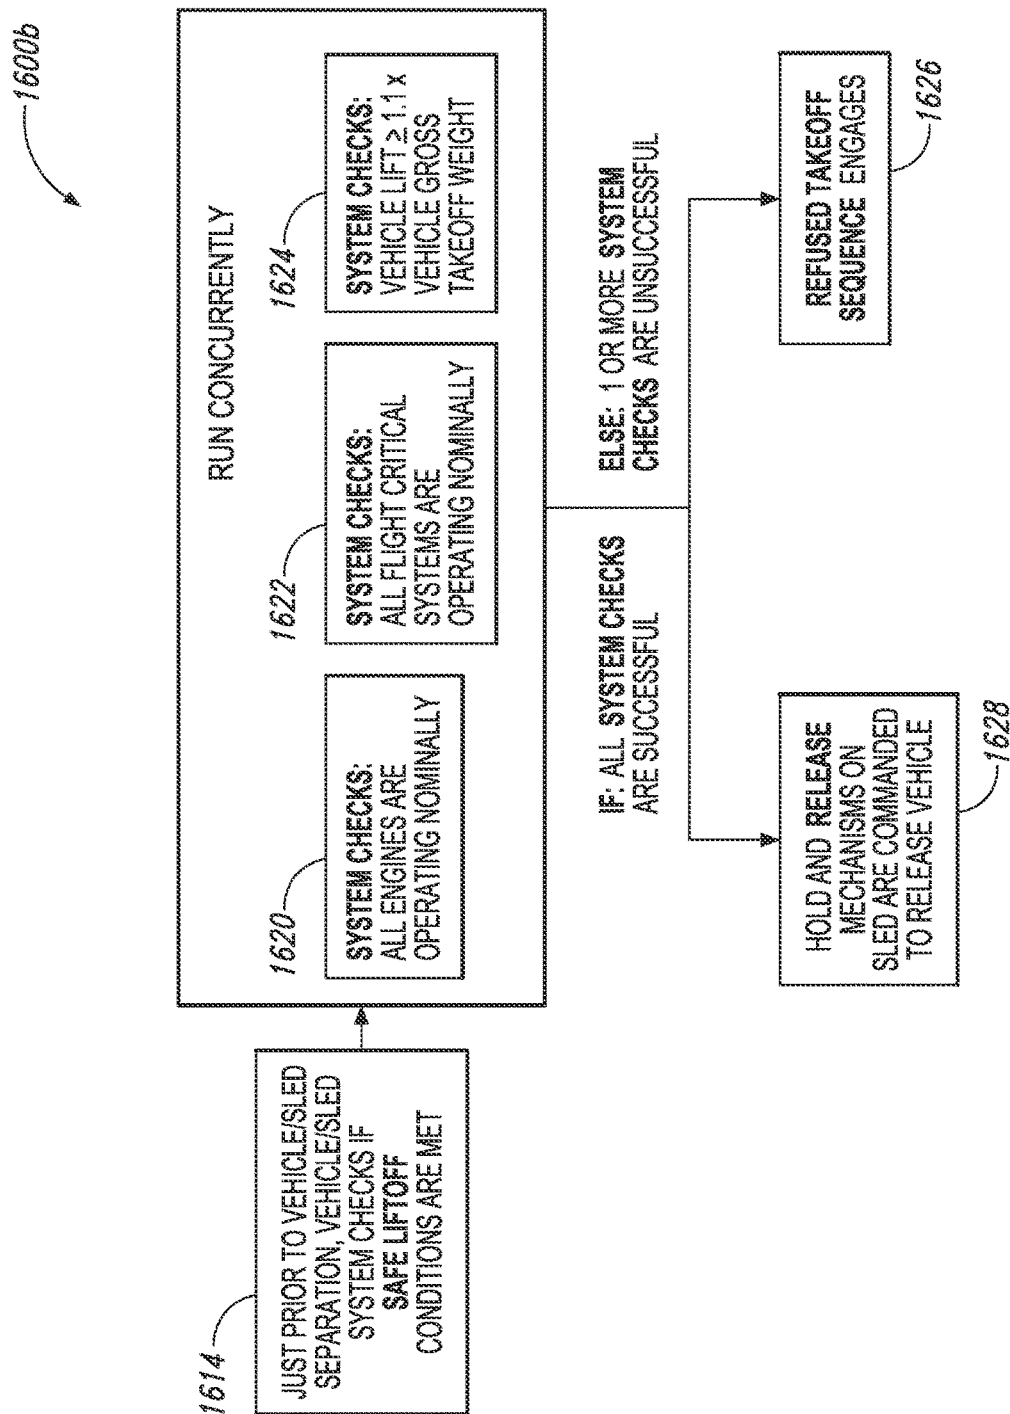 1600b
1614
JUST PRIOR TO VEHICLE/SLED
SEPARATION, VEHICLE/SLED
SYSTEM CHECKS IF
SAFE LIFTOFF
CONDITIONS ARE MET
RUN CONCURRENTLY
1620
SYSTEM CHECKS:
ALL ENGINES ARE
OPERATING NOMINALLY
1622
SYSTEM CHECKS:
ALL FLIGHT CRITICAL
SYSTEMS ARE
OPERATING NOMINALLY
1624
SYSTEM CHECKS:
VEHICLE LIFT ≥ 1.1 x
VEHICLE GROSS
TAKEOFF WEIGHT
IF: ALL SYSTEM CHECKS
ARE SUCCESSFUL
ELSE: 1 OR MORE SYSTEM
CHECKS ARE UNSUCCESSFUL
HOLD AND RELEASE
MECHANISMS ON
SLED ARE COMMANDED
TO RELEASE VEHICLE
1628
REFUSED TAKEOFF
SEQUENCE ENGAGES
1626